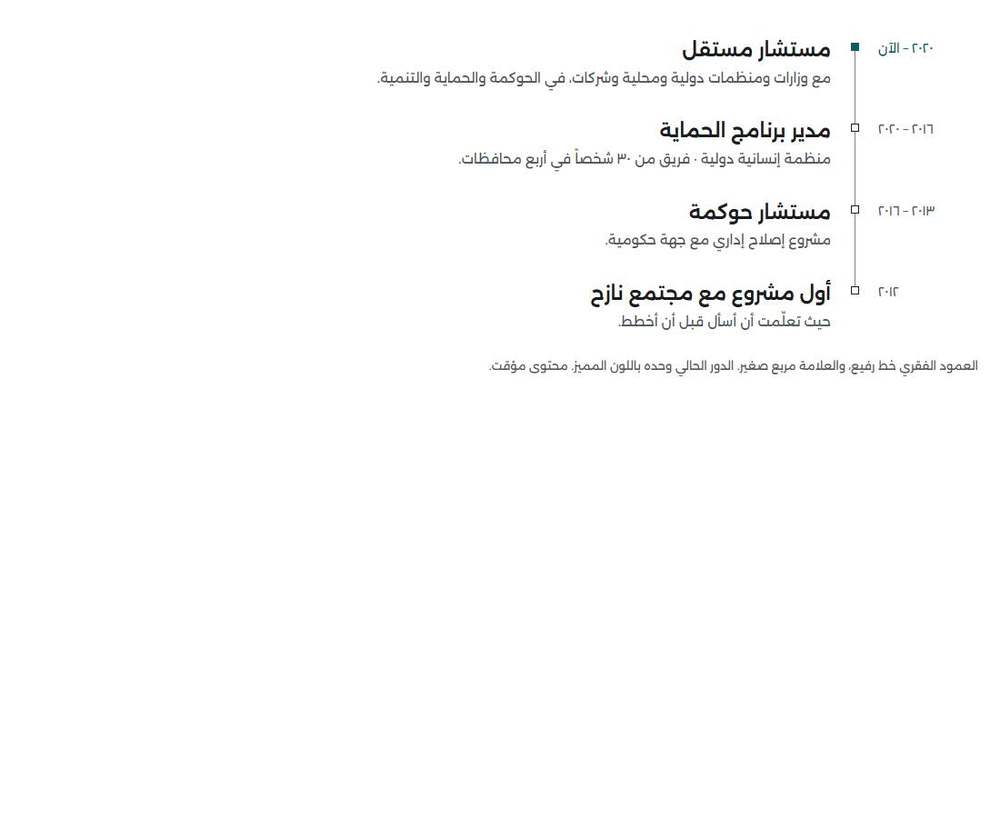 ٢٠٢٠ – الآن
مستشار مستقل
مع وزارات ومنظمات دولية ومحلية وشركات، في الحوكمة والحماية والتنمية.
٢٠١٦ – ٢٠٢٠
مدير برنامج الحماية
منظمة إنسانية دولية · فريق من ٣٠ شخصاً في أربع محافظات.
٢٠١٣ – ٢٠١٦
مستشار حوكمة
مشروع إصلاح إداري مع جهة حكومية.
٢٠١٢
أول مشروع مع مجتمع نازح
حيث تعلّمت أن أسأل قبل أن أخطط.
العمود الفقري خط رفيع، والعلامة مربع صغير. الدور الحالي وحده باللون المميز. محتوى مؤقت.